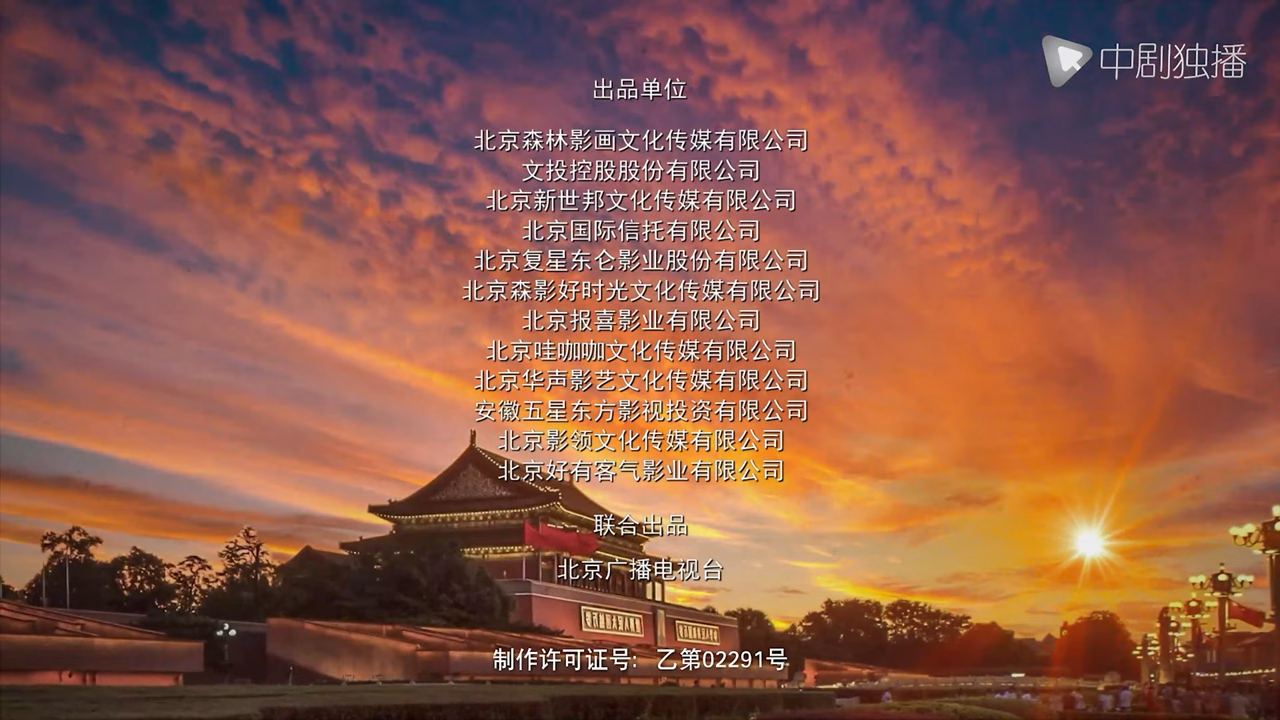 中剧独播
出品单位
北京森林影画文化传媒有限公司
文投控股股份有限公司
北京新世邦文化传媒有限公司
北京国际信托有限公司
北京复星东仑影业股份有限公司
北京森影好时光文化传媒有限公司
北京报喜影业有限公司
北京哇咖咖文化传媒有限公司
北京华声影艺文化传媒有限公司
安徽五星东方影视投资有限公司
北京影领文化传媒有限公司
北京好有客气影业有限公司
联合出品
北京广播电视台
制作许可证号: 乙第02291号